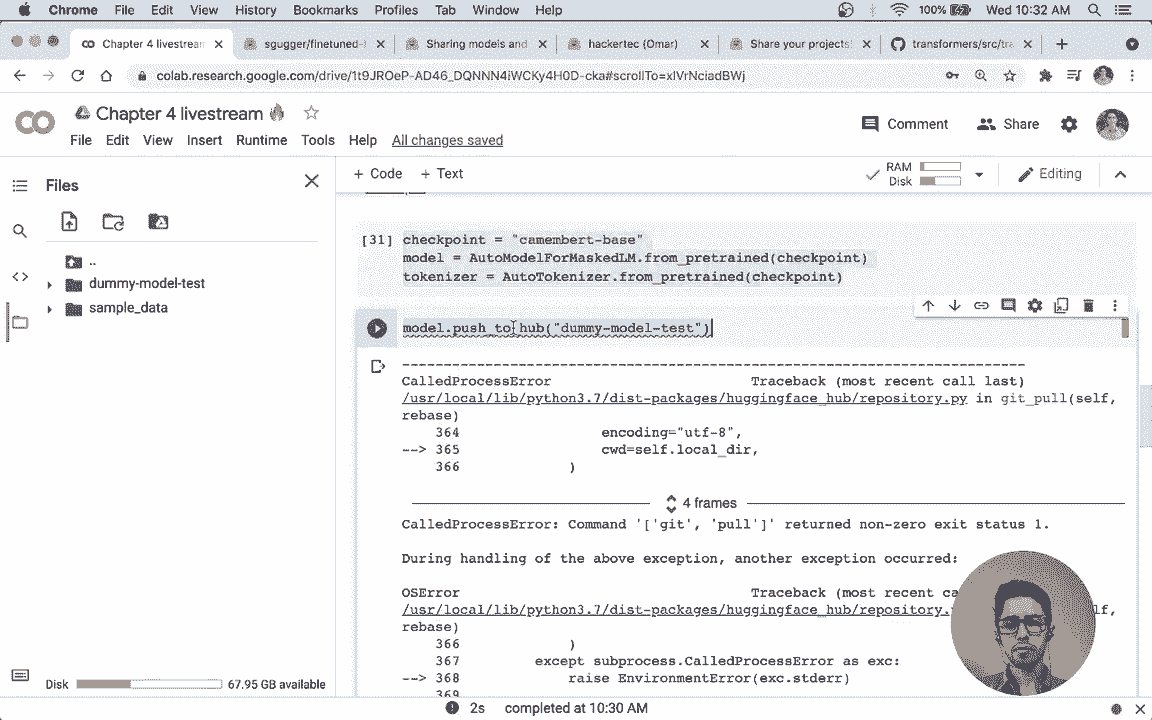 Chrome File Edit View History Bookmarks Profiles Tab Window Help 100% Wed 10:32 AM
Chapter 4 livestream sgugger/finetuned- Sharing models and hackertec (Omar) Share your projects! transformers/src/tra
colab.research.google.com/drive/1t9JROeP-AD46_DQNNN4iWCKy4H0D-cka#scrollTo=xlVrNciadBWj
CO Chapter 4 livestream 🔥
Comment Share
File Edit View Insert Runtime Tools Help All changes saved
Files
+ Code + Text
RAM
Disk
Editing
..
dummy-model-test
sample_data
[31] checkpoint = "camembert-base"
model = AutoModelForMaskedLM.from_pretrained(checkpoint)
tokenizer = AutoTokenizer.from_pretrained(checkpoint)
model.push_to_hub("dummy-model-test")
---------------------------------------------------------------------------
CalledProcessError Traceback (most recent call last)
/usr/local/lib/python3.7/dist-packages/huggingface_hub/repository.py in git_pull(self,
rebase)
364 encoding="utf-8",
--> 365 cwd=self.local_dir,
366 )
4 frames
CalledProcessError: Command '['git', 'pull']' returned non-zero exit status 1.
During handling of the above exception, another exception occurred:
OSError Traceback (most recent ca
/usr/local/lib/python3.7/dist-packages/huggingface_hub/repository. lf,
rebase)
366 )
367 except subprocess.CalledProcessError as exc:
--> 368 raise EnvironmentError(exc.stderr)
369
Disk 67.95 GB available
2s completed at 10:30 AM